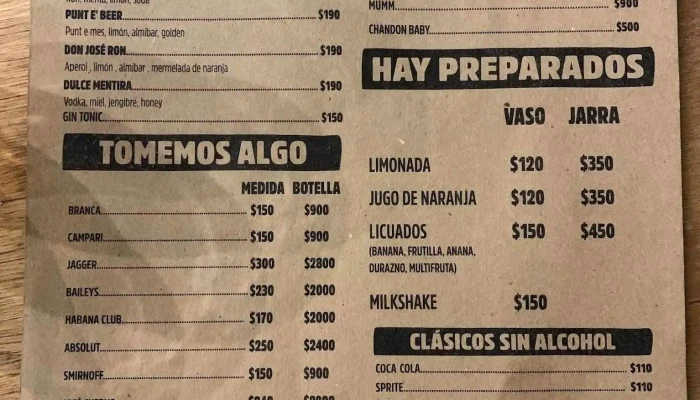 PUNT E' BEER $190
Punt e mes, limón, almíbar, golden
DON JOSÉ RON $190
Aperol , limón , almíbar , mermelada de naranja
DULCE MENTIRA $190
Vodka, miel, jengibre, honey
GIN TONIC $150
TOMEMOS ALGO
MEDIDA BOTELLA
BRANCA $150 $900
CAMPARI $150 $900
JAGGER $300 $2800
BAILEYS $230 $2000
HABANA CLUB $170 $2000
ABSOLUT $250 $2400
SMIRNOFF $150 $900
MUMM $900
CHANDON BABY $500
HAY PREPARADOS
VASO JARRA
LIMONADA $120 $350
JUGO DE NARANJA $120 $350
LICUADOS $150 $450
(BANANA, FRUTILLA, ANANA,
DURAZNO, MULTIFRUTA)
MILKSHAKE $150
CLÁSICOS SIN ALCOHOL
COCA COLA $110
SPRITE $110